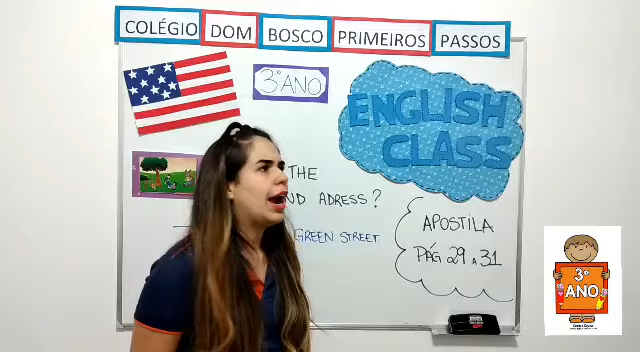 COLÉGIO DOM BOSCO PRIMEIROS PASSOS
3º ANO
ENGLISH
CLASS
THE
ND ADRESS?
GREEN STREET
APOSTILA
PÁG 29 A 31
3º
ANO